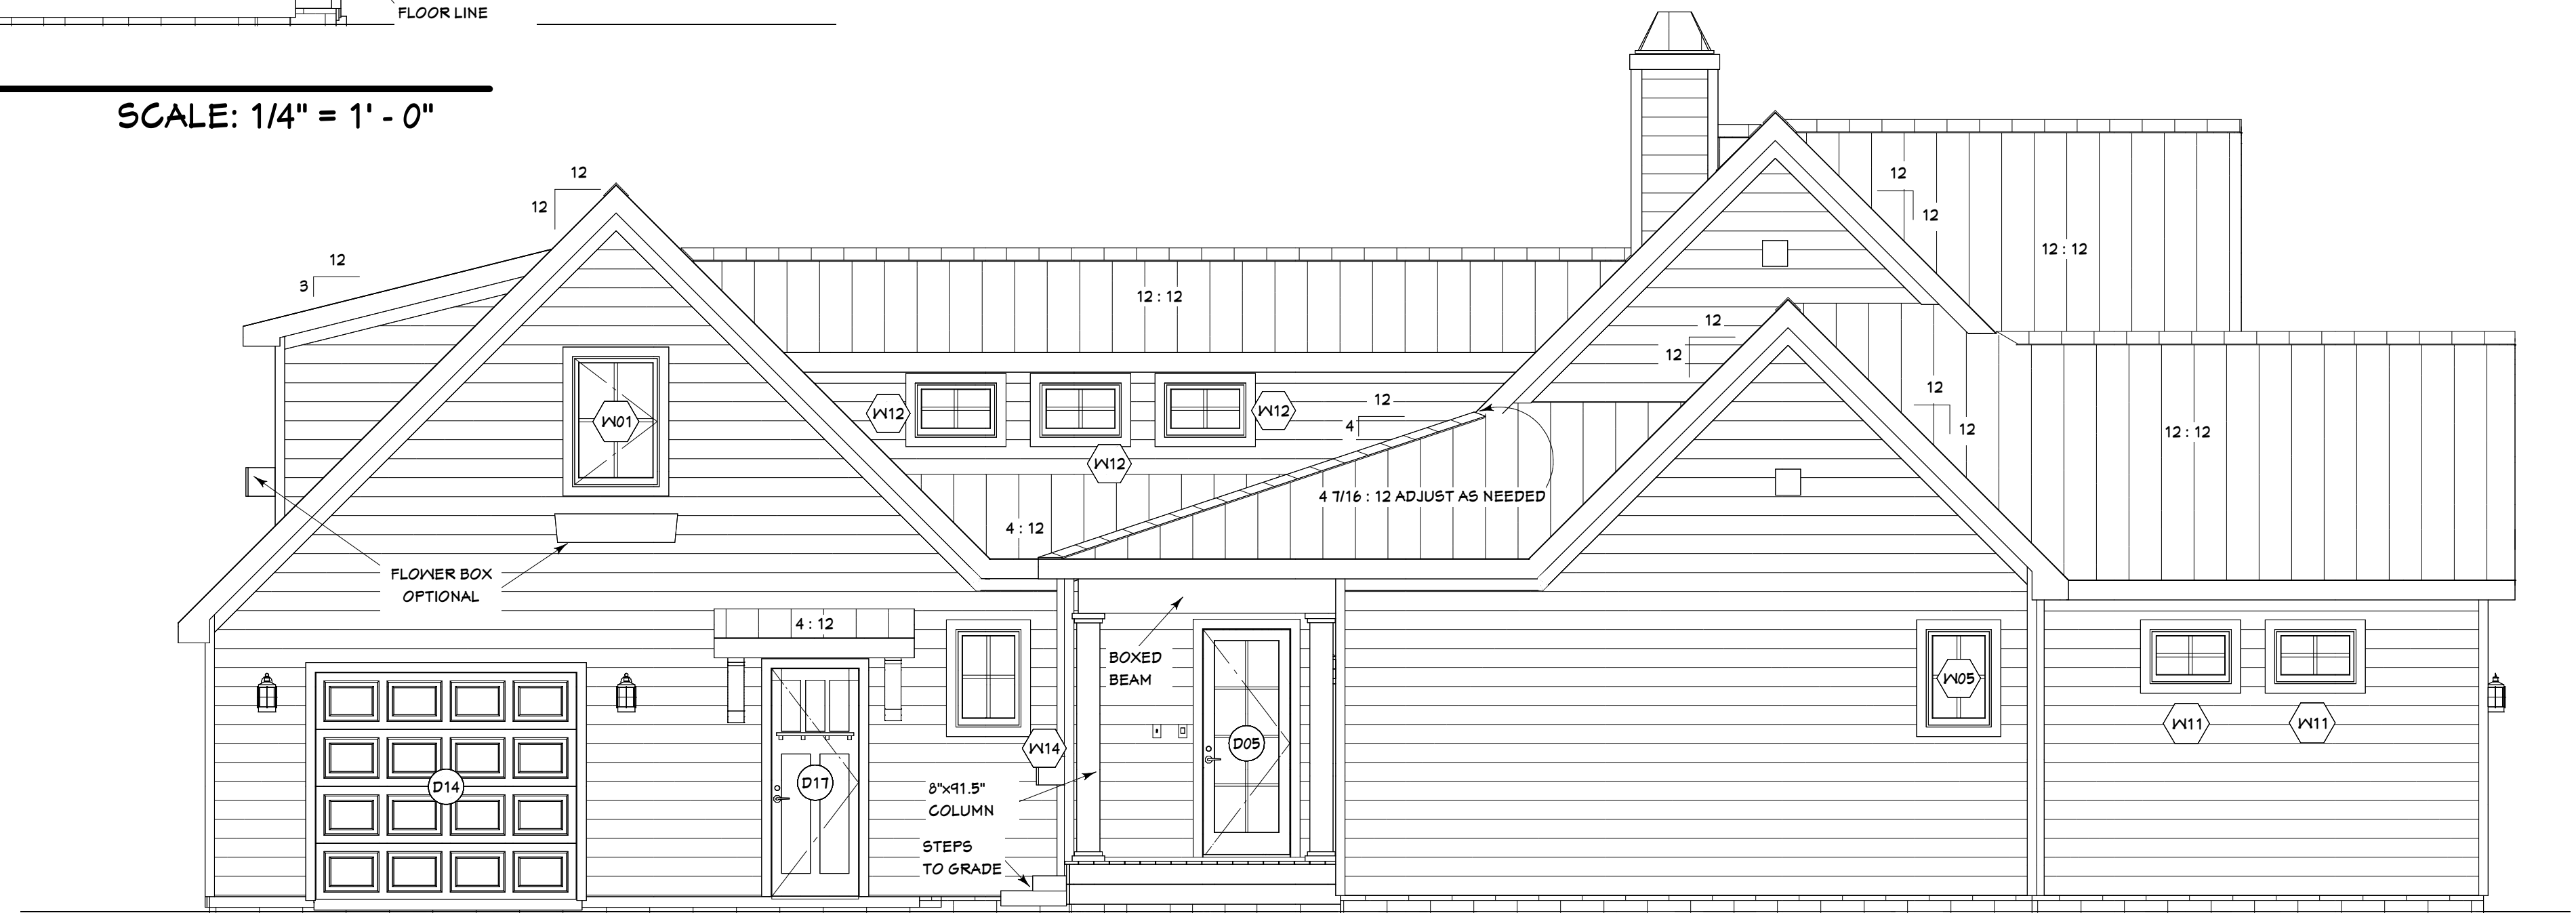 FLOOR LINE
SCALE: 1/4" = 1' - 0"
12
12
12
3
12
12
12 : 12
12 : 12
12
12
12
12
12 : 12
12
4
W01
W12
W12
W12
4 7/16 : 12 ADJUST AS NEEDED
4 : 12
FLOWER BOX
OPTIONAL
4 : 12
BOXED
BEAM
W05
W11
W11
W14
D05
D14
D17
8"x91.5"
COLUMN
STEPS
TO GRADE